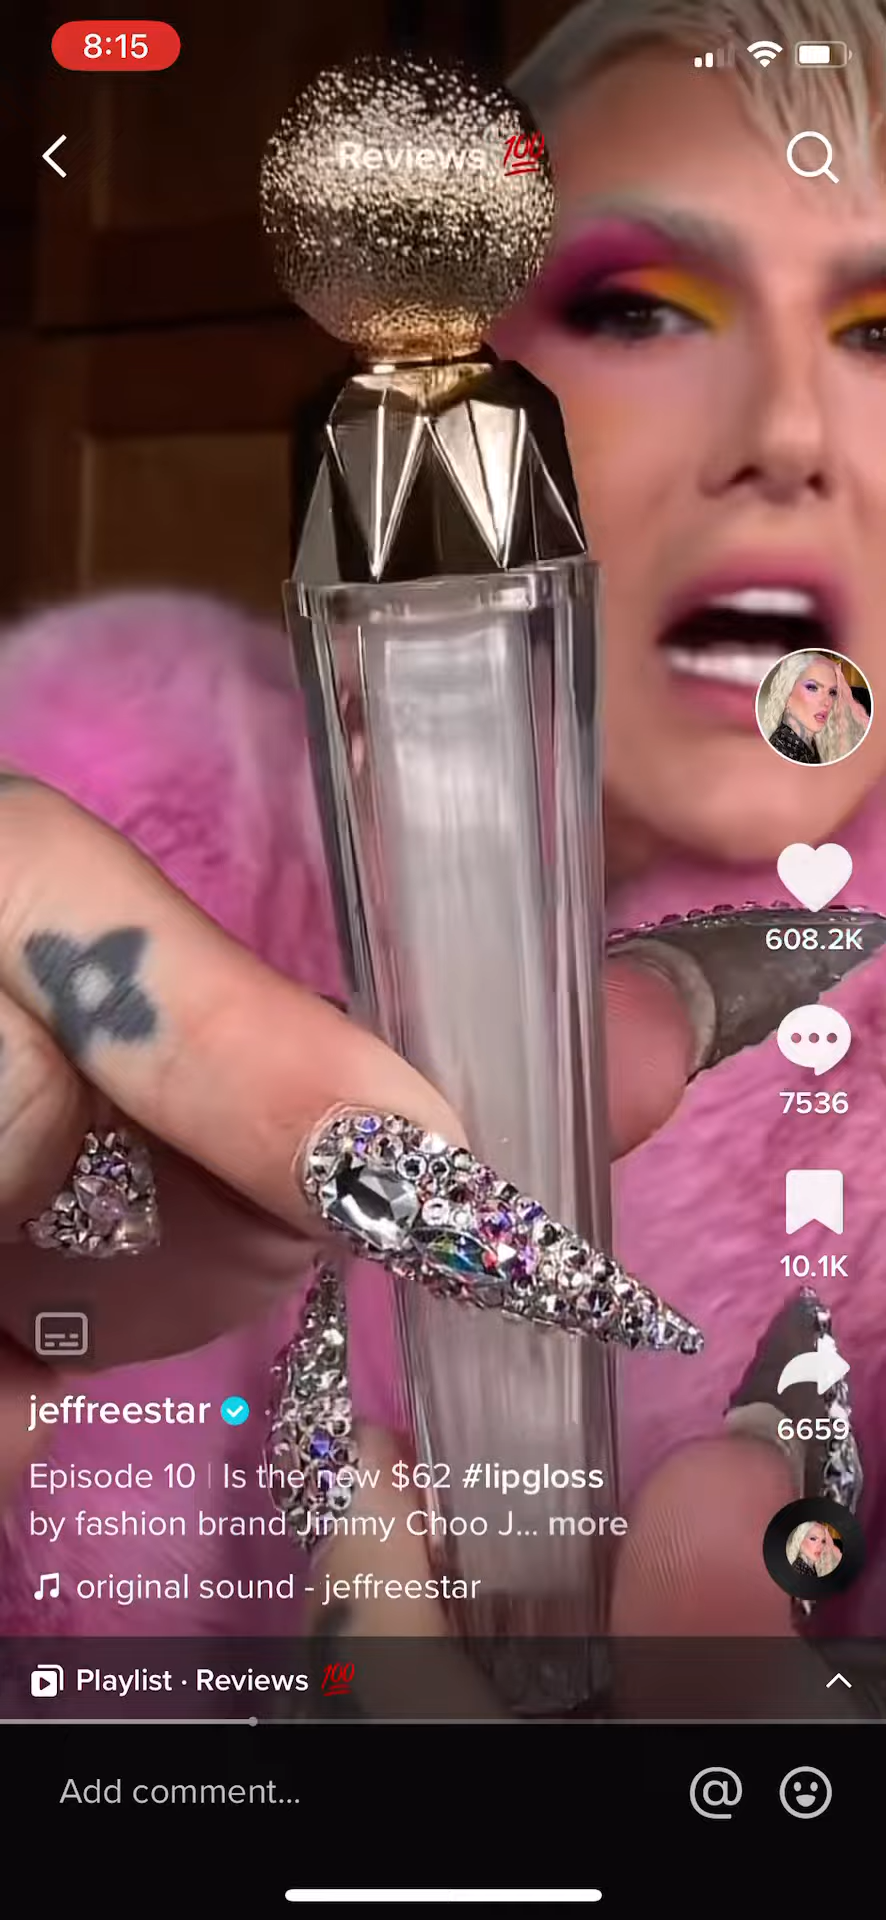 8:15
Reviews 💯
608.2K
7536
10.1K
6659
jeffreestar
Episode 10 | Is the new $62 #lipgloss
by fashion brand Jimmy Choo J... more
original sound - jeffreestar
Playlist · Reviews 💯
Add comment...